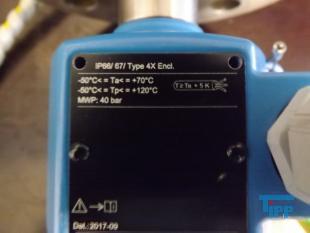 IP66/ 67/ Type 4X Encl.
-50°C<= Ta<= +70°C
T≥Ta +5 K
-50°C<= Tp<= +120°C
MWP: 40 bar
Dat.: 2017-09
TIPP